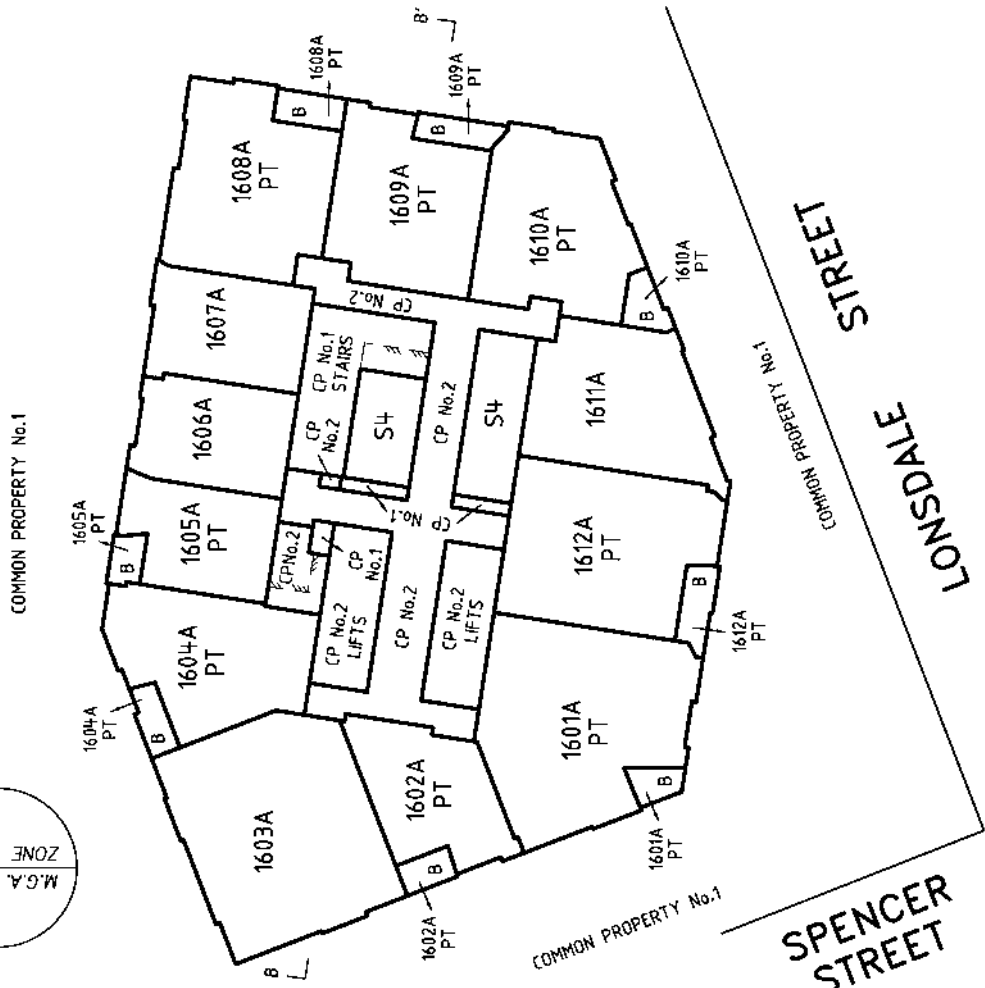 B'
1608A
PT
1609A
PT
COMMON PROPERTY No.1
1608A
PT
B
1609A
PT
B
1607A
1610A
PT
1610A
PT
B
STREET
CP No.2
CP No.1
STAIRS
1606A
CP
No.2
S4
CP No.2
S4
1611A
COMMON PROPERTY No.1
LONSDALE
1605A
PT
B
1605A
PT
CP No.1
CP
CP No.2
CP
No.1
1612A
PT
B
1612A
PT
1604A
PT
B
1604A
PT
CP No.2
LIFTS
CP No.2
CP No.2
LIFTS
1601A
PT
B
1601A
PT
1603A
1602A
PT
B
1602A
PT
M.G.A.
ZONE
B
COMMON PROPERTY No.1
SPENCER
STREET